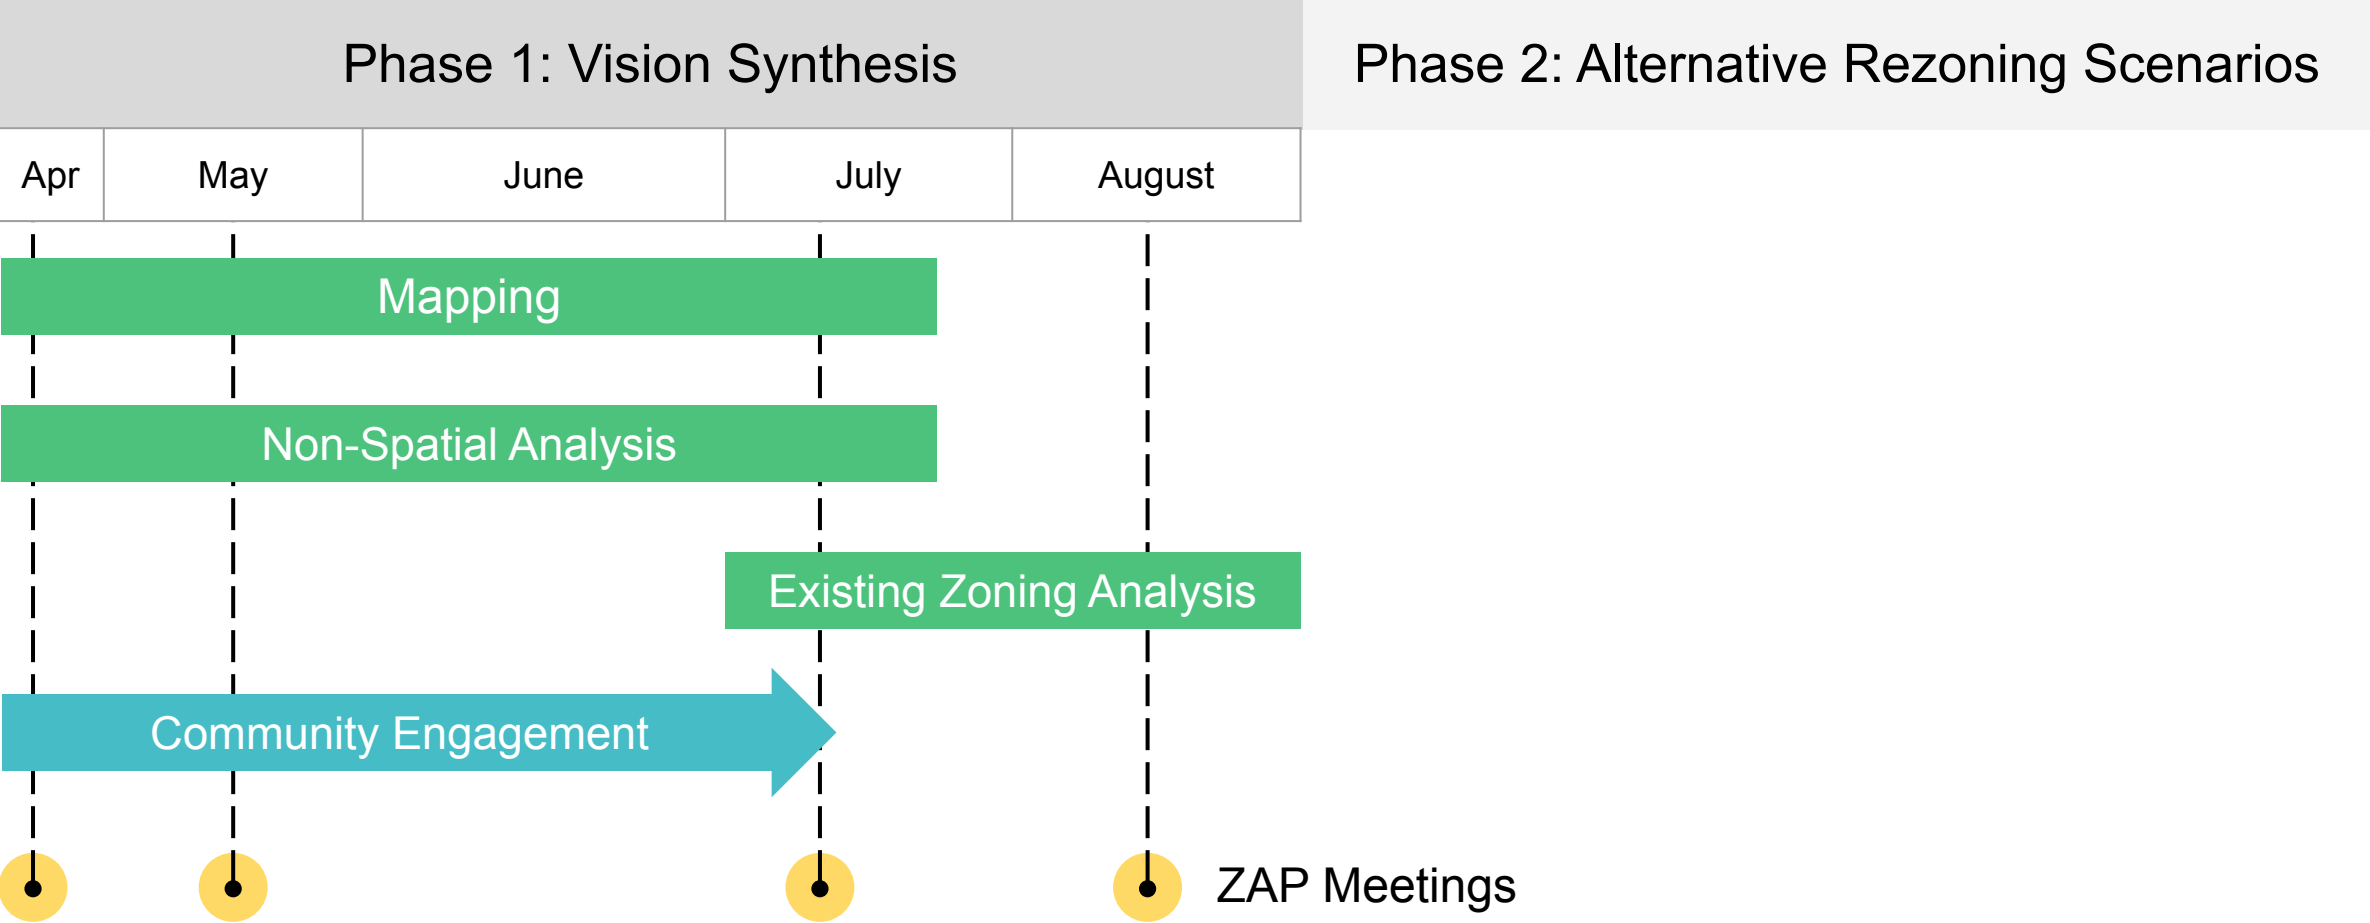 Phase 1: Vision Synthesis
Phase 2: Alternative Rezoning Scenarios
Apr
May
June
July
August
Mapping
Non-Spatial Analysis
Existing Zoning Analysis
Community Engagement
ZAP Meetings